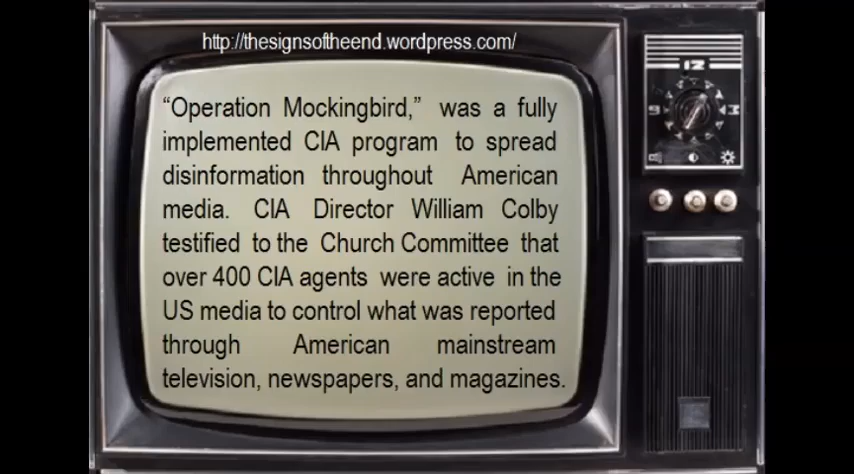 http://thesignsoftheend.wordpress.com/
“Operation Mockingbird,” was a fully
implemented CIA program to spread
disinformation throughout American
media. CIA Director William Colby
testified to the Church Committee that
over 400 CIA agents were active in the
US media to control what was reported
through American mainstream
television, newspapers, and magazines.
12
9 3